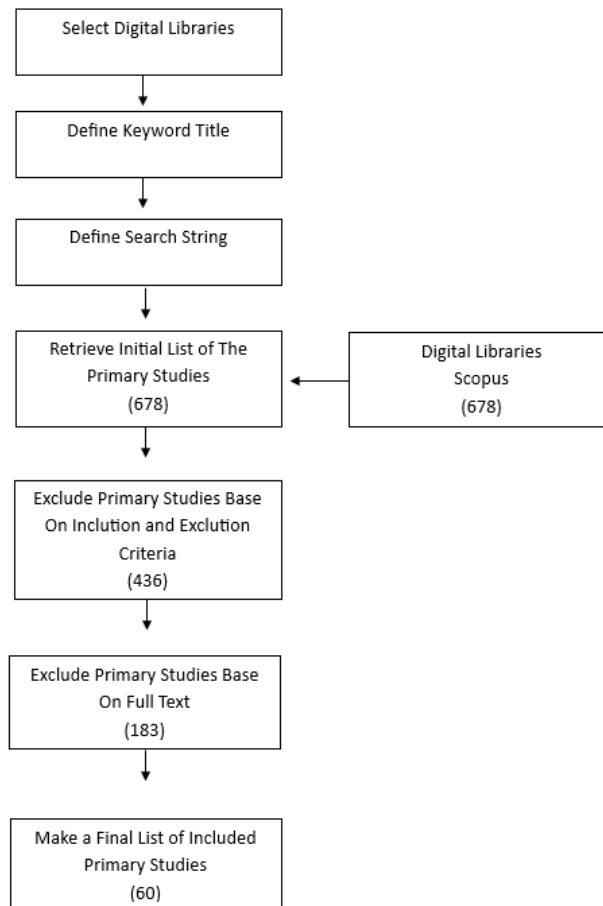 Select Digital Libraries
Define Keyword Title
Define Search String
Retrieve Initial List of The
Primary Studies
(678)
Digital Libraries
Scopus
(678)
Exclude Primary Studies Base
On Inclution and Exclution
Criteria
(436)
Exclude Primary Studies Base
On Full Text
(183)
Make a Final List of Included
Primary Studies
(60)